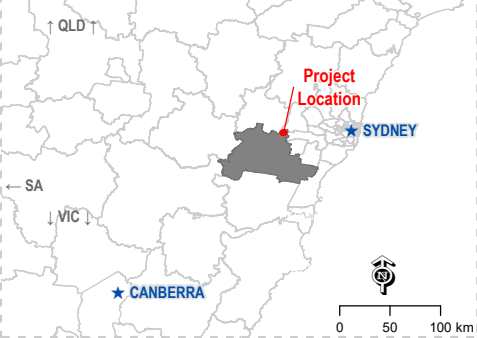 ↑ QLD ↑
Project
Location
SYDNEY
← SA
↓ VIC ↓
CANBERRA
N
0 50 100 km